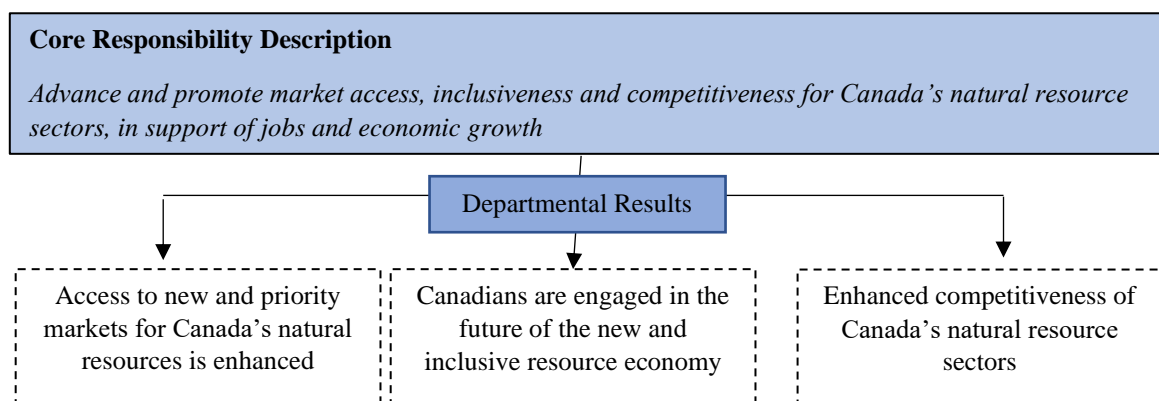 Core Responsibility Description
Advance and promote market access, inclusiveness and competitiveness for Canada’s natural resource
sectors, in support of jobs and economic growth
Departmental Results
Access to new and priority
markets for Canada’s natural
resources is enhanced
Canadians are engaged in the
future of the new and
inclusive resource economy
Enhanced competitiveness of
Canada’s natural resource
sectors